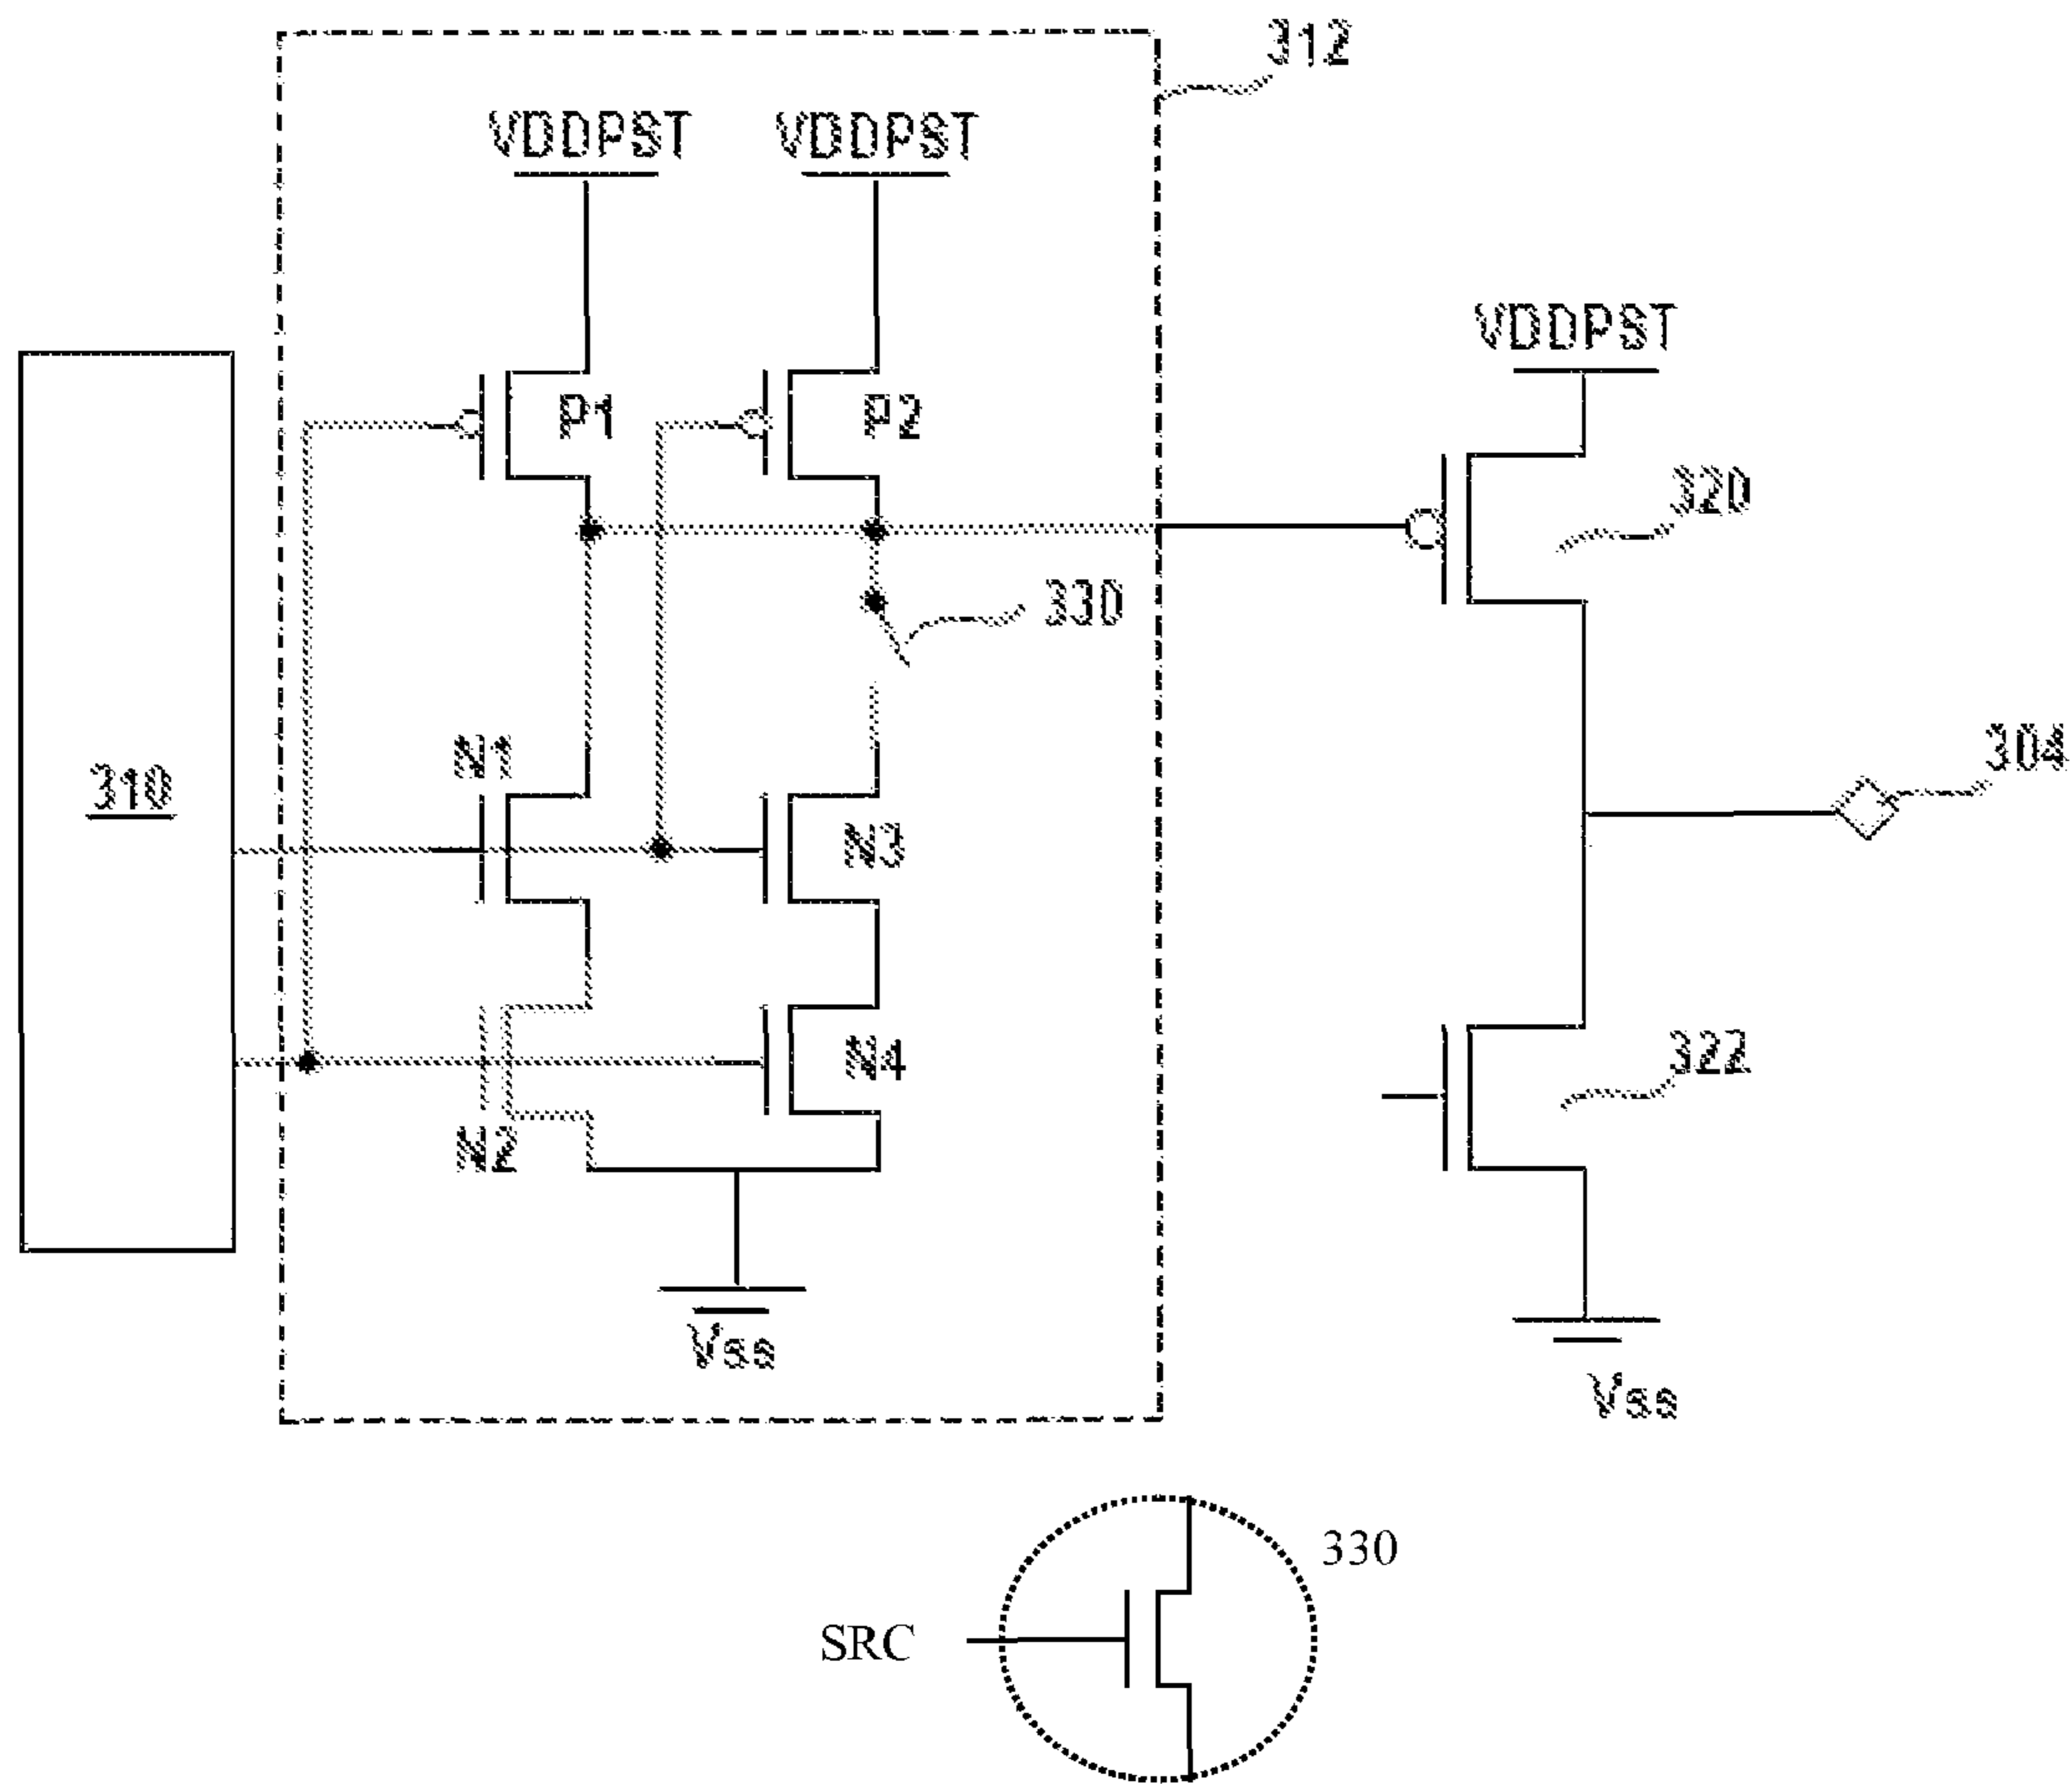 312
VDDPST VDDPST
VDDPST
P1 P2
320
330
N1
304
310
N3
322
N4
N2
Vss
Vss
330
SRC